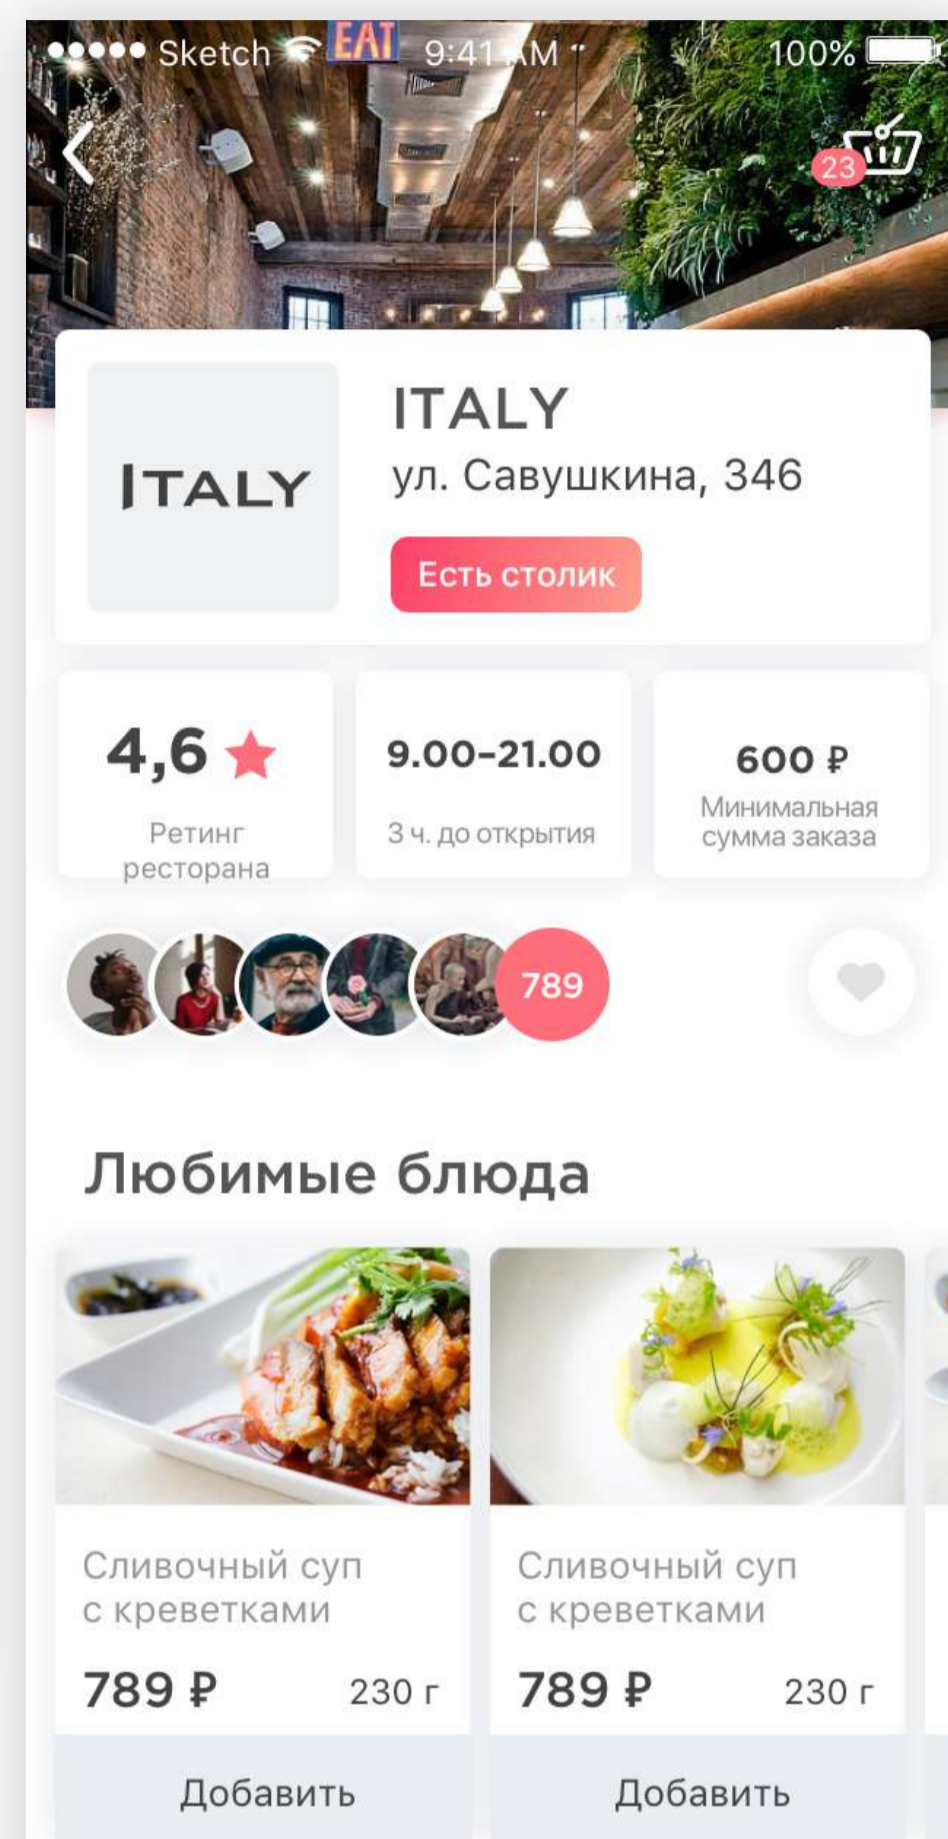 Sketch EAT 9:41 AM 100%
23
ITALY
ITALY
ул. Савушкина, 346
Есть столик
4,6
Ретинг
ресторана
9.00–21.00
3 ч. до открытия
600 ₽
Минимальная
сумма заказа
789
Любимые блюда
Сливочный суп
с креветками
789 ₽ 230 г
Добавить
Сливочный суп
с креветками
789 ₽ 230 г
Добавить